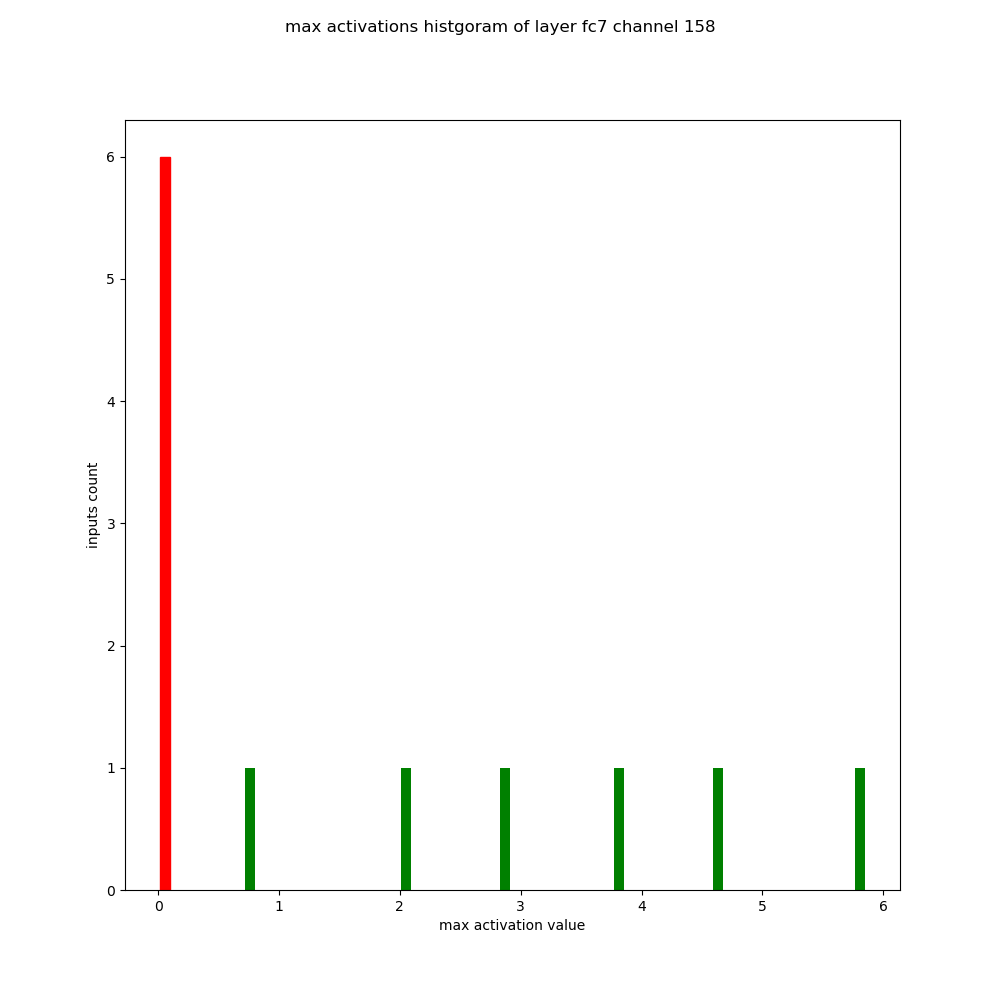 max activations histgoram of layer fc7 channel 158
6
5
4
3
2
1
0
inputs count
0 1 2 3 4 5 6
max activation value